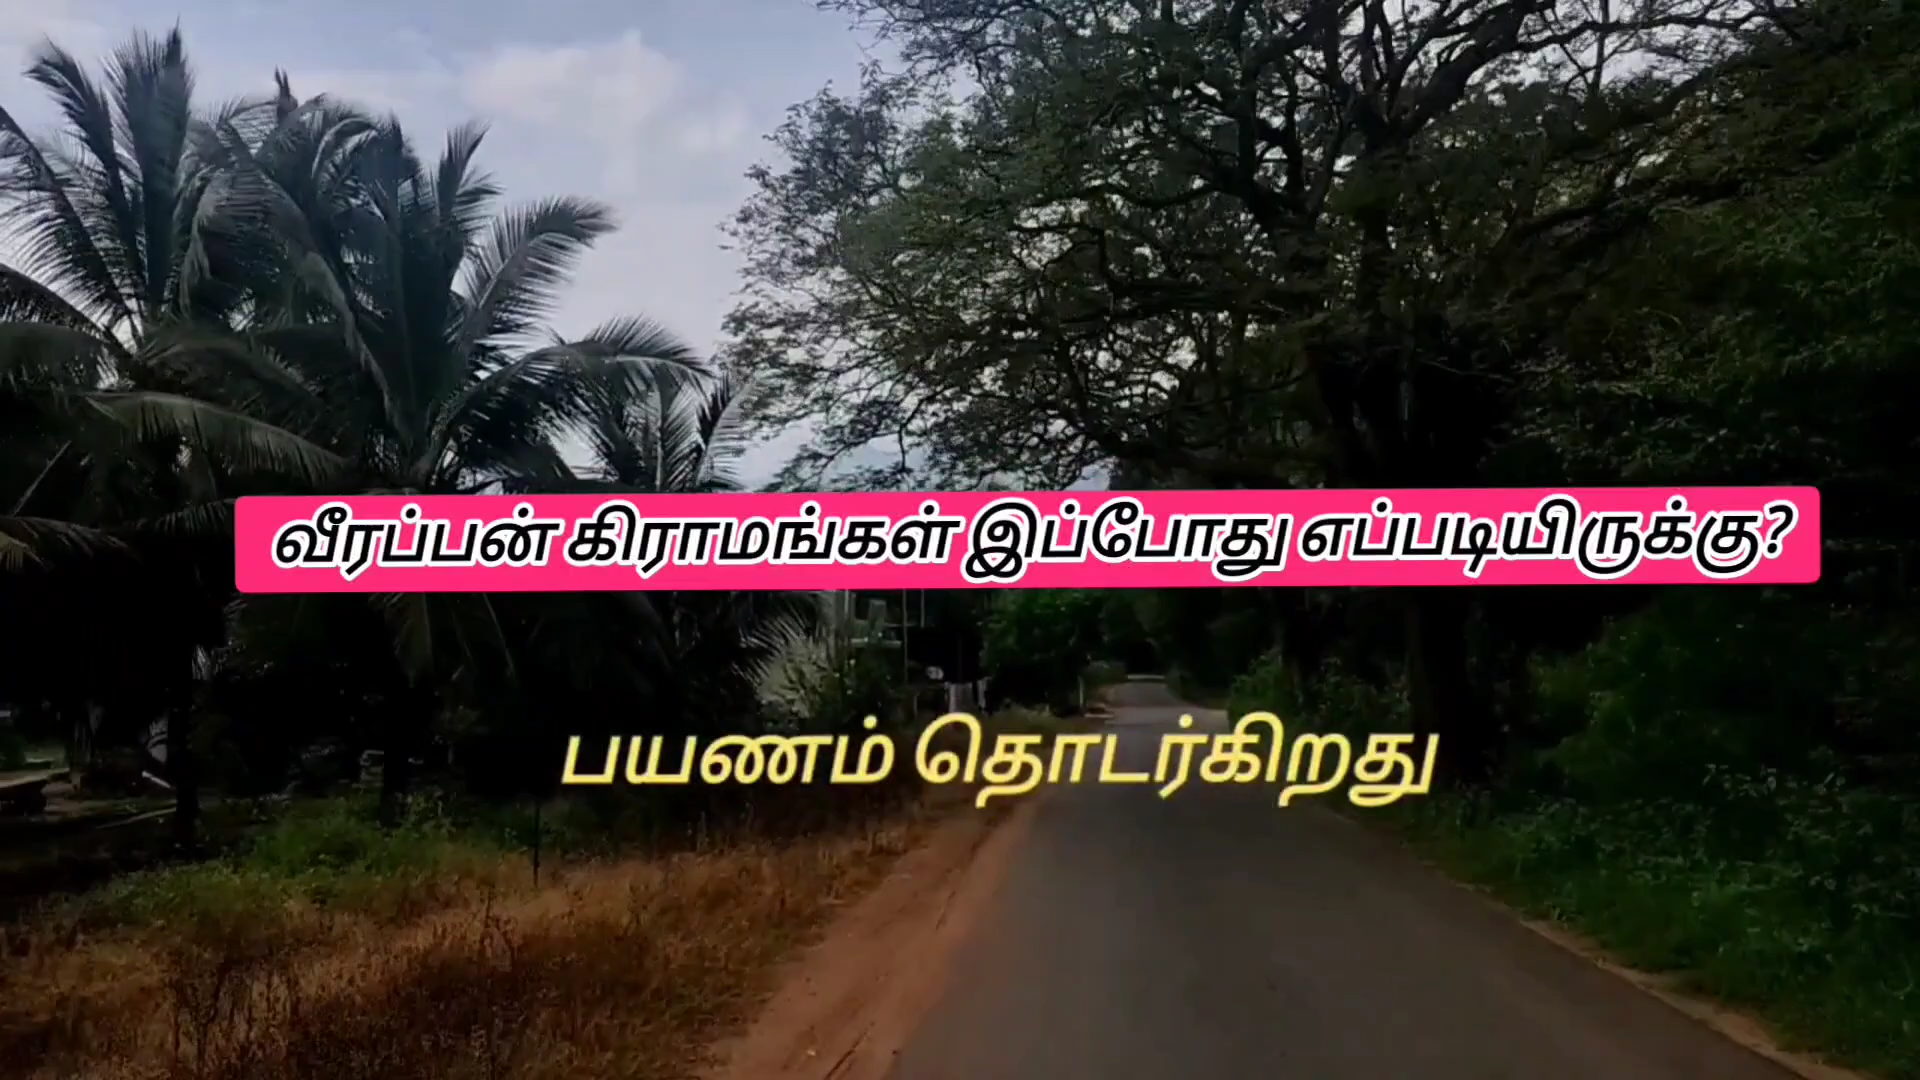 வீரப்பன் கிராமங்கள் இப்போது எப்படியிருக்கு?
பயணம் தொடர்கிறது